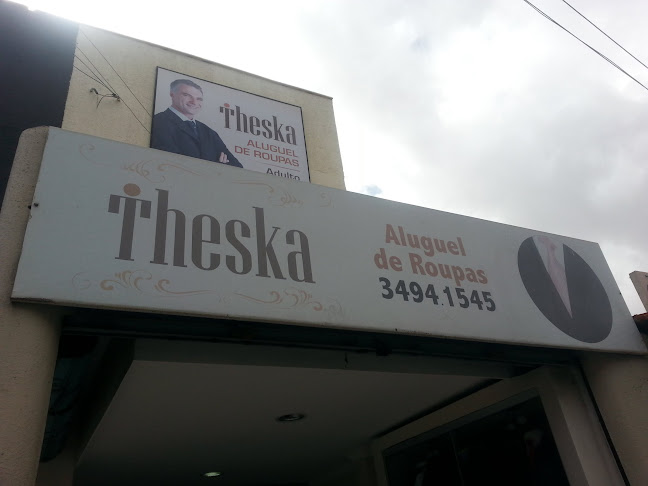 Theska
ALUGUEL
DE ROUPAS
Adulto
Theska
Aluguel
de Roupas
3494.1545